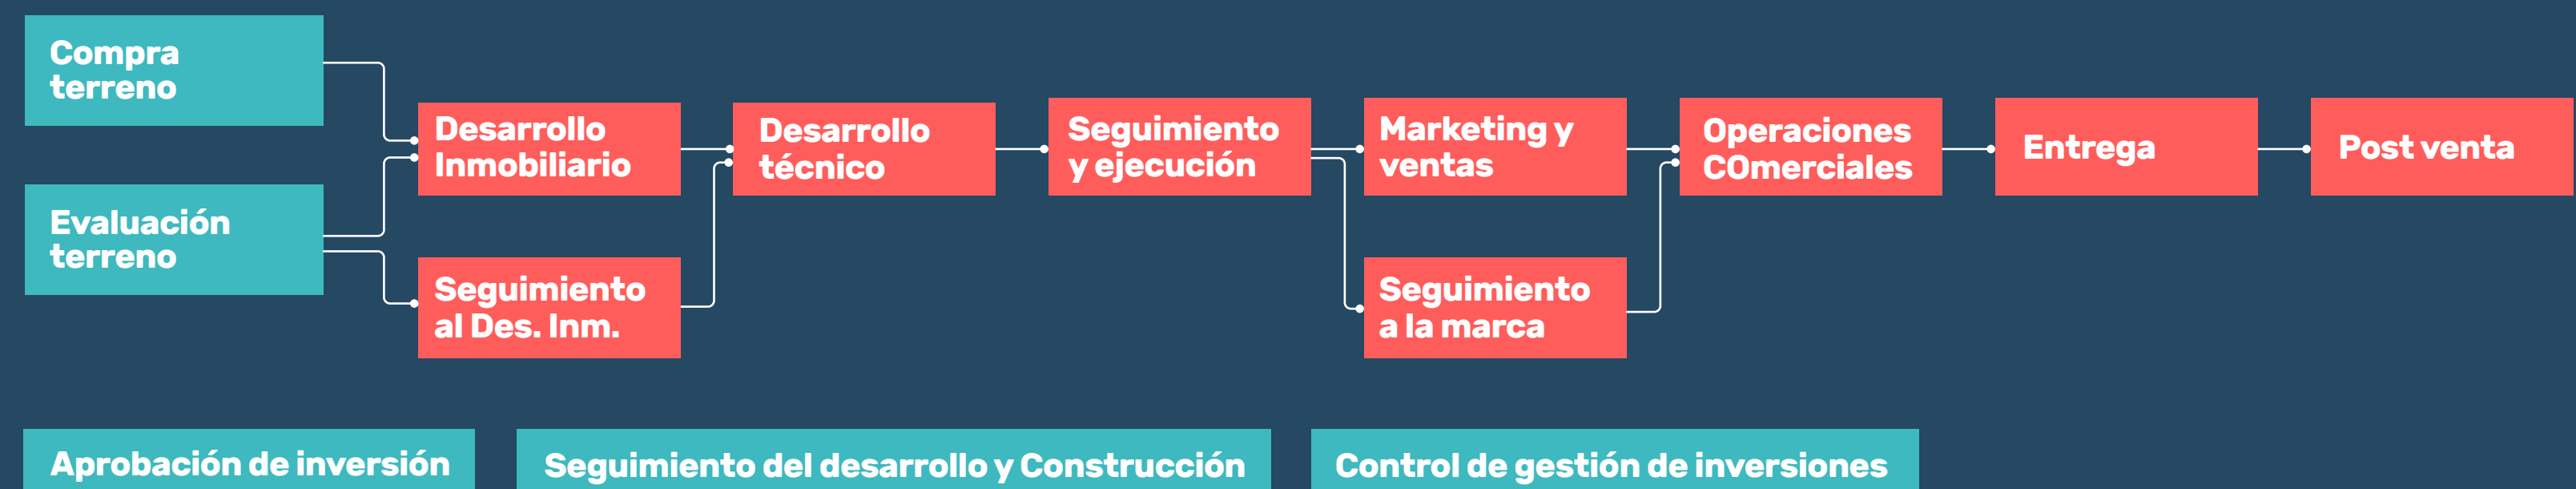 Compra
terreno
Evaluación
terreno
Desarrollo
Inmobiliario
Seguimiento
al Des. Inm.
Desarrollo
técnico
Seguimiento
y ejecución
Marketing y
ventas
Seguimiento
a la marca
Operaciones
COmerciales
Entrega
Post venta
Aprobación de inversión
Seguimiento del desarrollo y Construcción
Control de gestión de inversiones